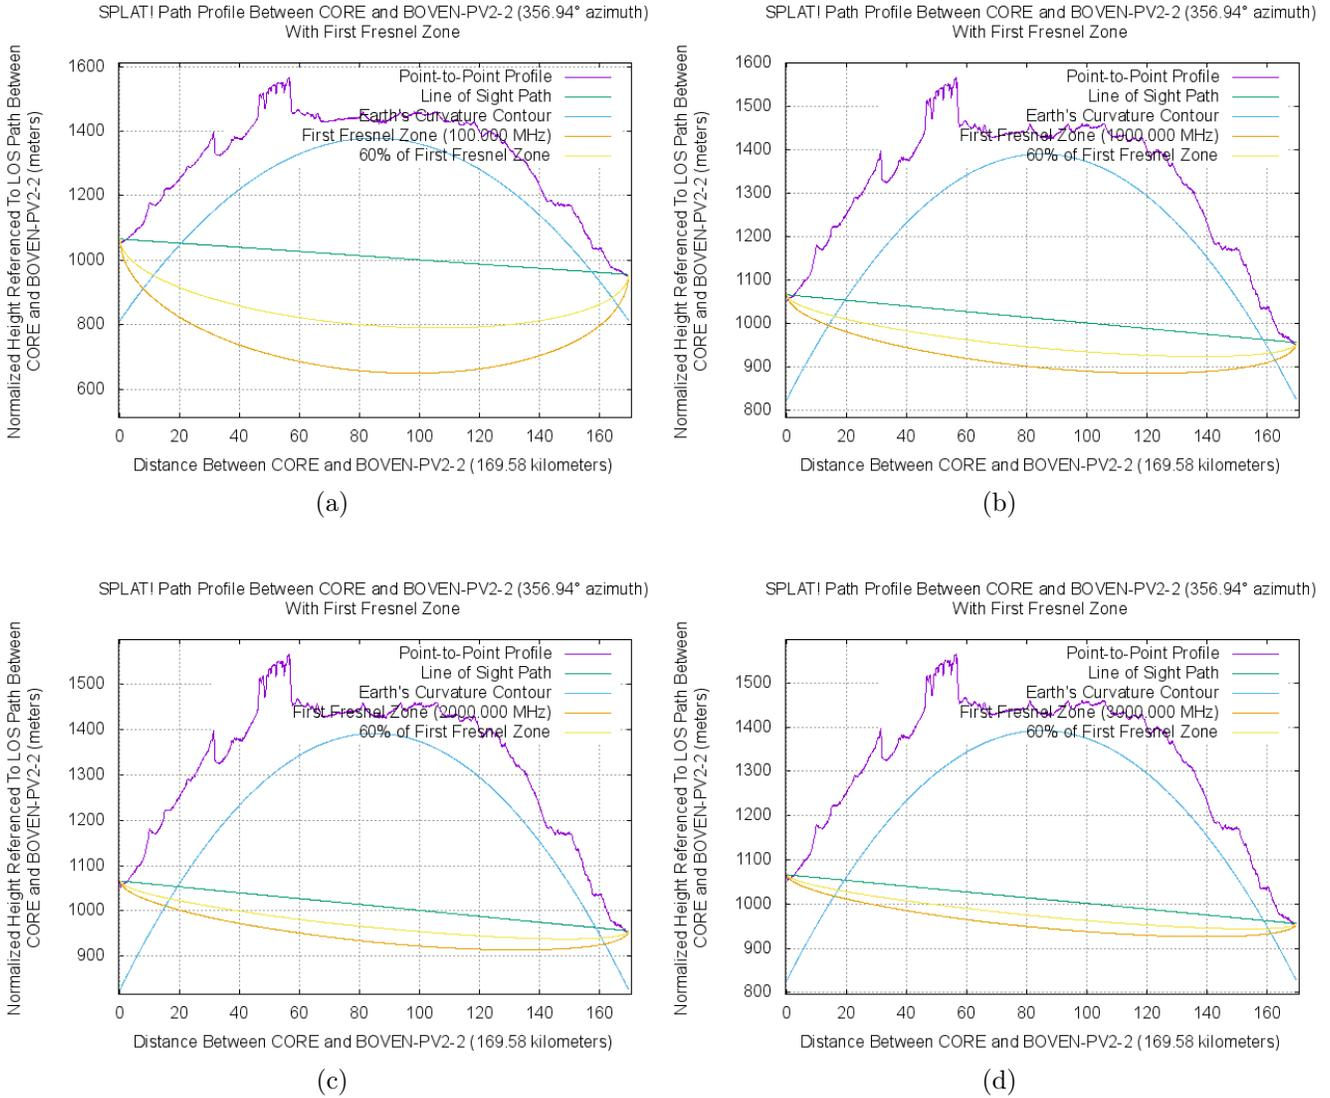 SPLAT! Path Profile Between CORE and BOVEN-PV2-2 (356.94° azimuth)
With First Fresnel Zone
Normalized Height Referenced To LOS Path Between
CORE and BOVEN-PV2-2 (meters)
1600
1400
1200
1000
800
600
Point-to-Point Profile
Line of Sight Path
Earth's Curvature Contour
First Fresnel Zone (100.000 MHz)
60% of First Fresnel Zone
0 20 40 60 80 100 120 140 160
Distance Between CORE and BOVEN-PV2-2 (169.58 kilometers)
(a)
SPLAT! Path Profile Between CORE and BOVEN-PV2-2 (356.94° azimuth)
With First Fresnel Zone
Normalized Height Referenced To LOS Path Between
CORE and BOVEN-PV2-2 (meters)
1600
1500
1400
1300
1200
1100
1000
900
800
Point-to-Point Profile
Line of Sight Path
Earth's Curvature Contour
First Fresnel Zone (1000.000 MHz)
60% of First Fresnel Zone
0 20 40 60 80 100 120 140 160
Distance Between CORE and BOVEN-PV2-2 (169.58 kilometers)
(b)
SPLAT! Path Profile Between CORE and BOVEN-PV2-2 (356.94° azimuth)
With First Fresnel Zone
Normalized Height Referenced To LOS Path Between
CORE and BOVEN-PV2-2 (meters)
1500
1400
1300
1200
1100
1000
900
Point-to-Point Profile
Line of Sight Path
Earth's Curvature Contour
First Fresnel Zone (2000.000 MHz)
60% of First Fresnel Zone
0 20 40 60 80 100 120 140 160
Distance Between CORE and BOVEN-PV2-2 (169.58 kilometers)
(c)
SPLAT! Path Profile Between CORE and BOVEN-PV2-2 (356.94° azimuth)
With First Fresnel Zone
Normalized Height Referenced To LOS Path Between
CORE and BOVEN-PV2-2 (meters)
1500
1400
1300
1200
1100
1000
900
800
Point-to-Point Profile
Line of Sight Path
Earth's Curvature Contour
First Fresnel Zone (3000.000 MHz)
60% of First Fresnel Zone
0 20 40 60 80 100 120 140 160
Distance Between CORE and BOVEN-PV2-2 (169.58 kilometers)
(d)